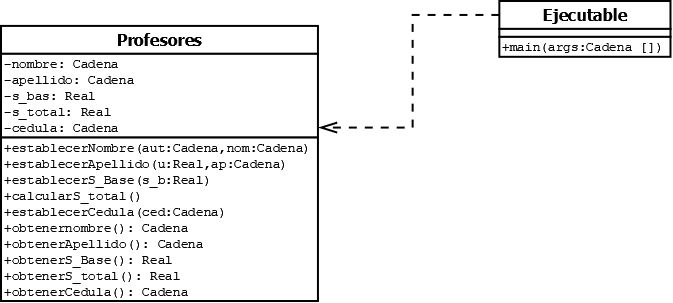 Profesores
-nombre: Cadena
-apellido: Cadena
-s_bas: Real
-s_total: Real
-cedula: Cadena
+establecerNombre(aut:Cadena,nom:Cadena)
+establecerApellido(u:Real,ap:Cadena)
+establecerS_Base(s_b:Real)
+calcularS_total()
+establecerCedula(ced:Cadena)
+obtenernombre(): Cadena
+obtenerApellido(): Cadena
+obtenerS_Base(): Real
+obtenerS_total(): Real
+obtenerCedula(): Cadena
Ejecutable
+main(args:Cadena [])